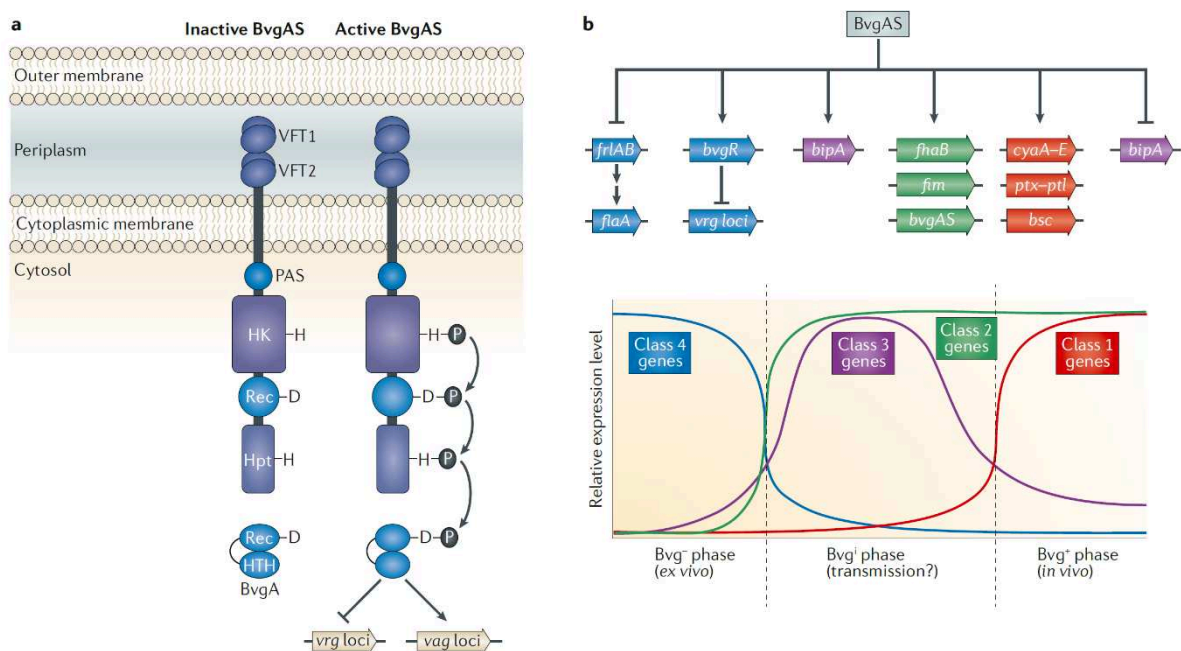 a
Inactive BvgAS
Active BvgAS
Outer membrane
Periplasm
VFT1
VFT2
Cytoplasmic membrane
Cytosol
PAS
HK
H
H
P
Rec
D
D
P
Hpt
H
H
P
Rec
D
D
P
HTH
BvgA
vrg loci
vag loci
b
BvgAS
frlAB
bvgR
bipA
fhaB
cyaA–E
bipA
fim
ptx–ptl
flaA
vrg loci
bvgAS
bsc
Relative expression level
Class 4
genes
Class 3
genes
Class 2
genes
Class 1
genes
Bvg⁻ phase
(ex vivo)
Bvgⁱ phase
(transmission?)
Bvg⁺ phase
(in vivo)